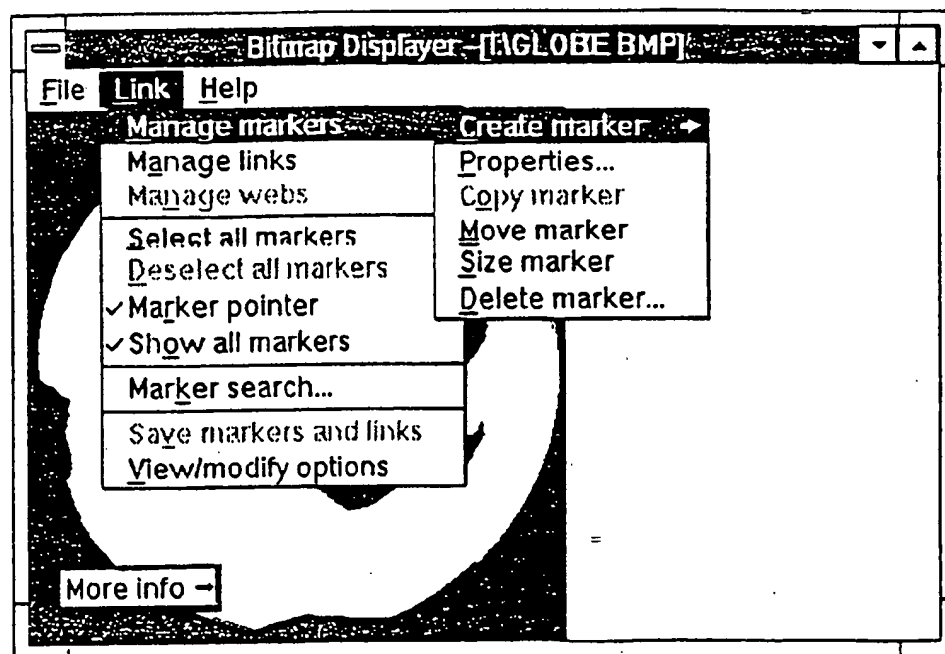 Bitmap Displayer -[I:\GLOBE BMP]
File Link Help
Manage markers
Manage links
Manage webs
Select all markers
Deselect all markers
✓ Marker pointer
✓ Show all markers
Marker search...
Save markers and links
View/modify options
Create marker →
Properties...
Copy marker
Move marker
Size marker
Delete marker...
More info →